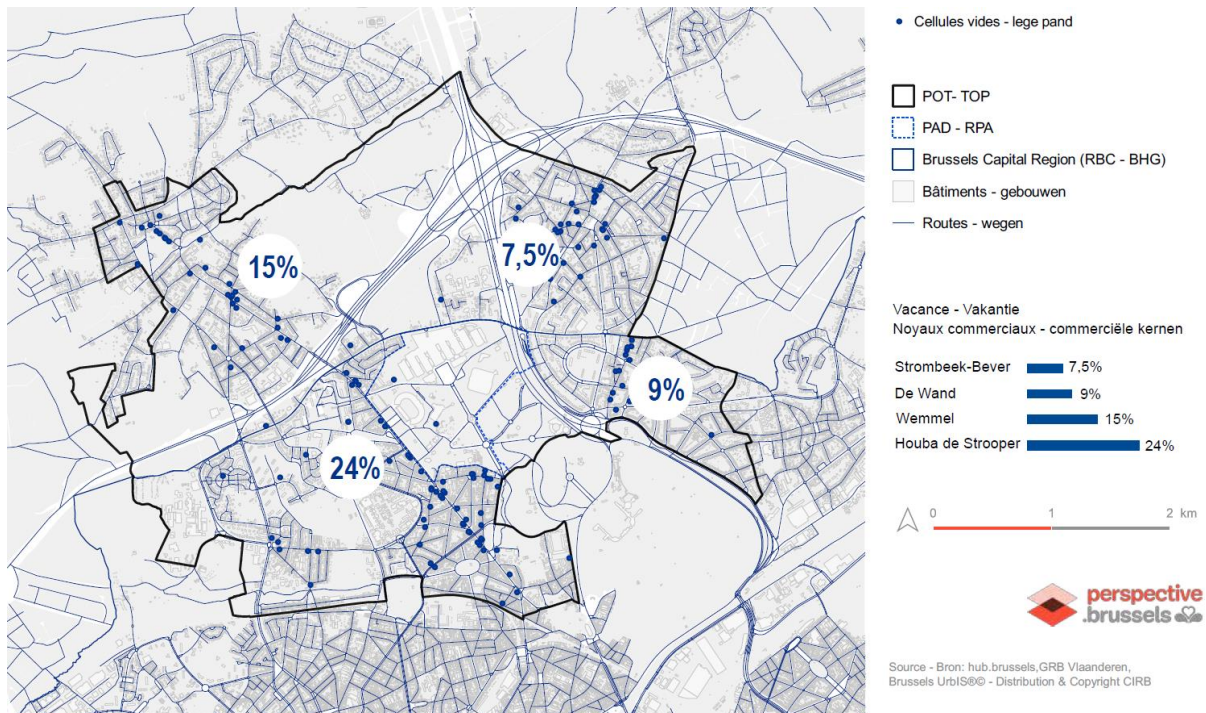 15%
7,5%
9%
24%
Cellules vides - lege pand
POT- TOP
PAD - RPA
Brussels Capital Region (RBC - BHG)
Bâtiments - gebouwen
Routes - wegen
Vacance - Vakantie
Noyaux commerciaux - commerciële kernen
Strombeek-Bever 7,5%
De Wand 9%
Wemmel 15%
Houba de Strooper 24%
0 1 2 km
perspective
.brussels
Source - Bron: hub.brussels,GRB Vlaanderen,
Brussels UrbIS®© - Distribution & Copyright CIRB